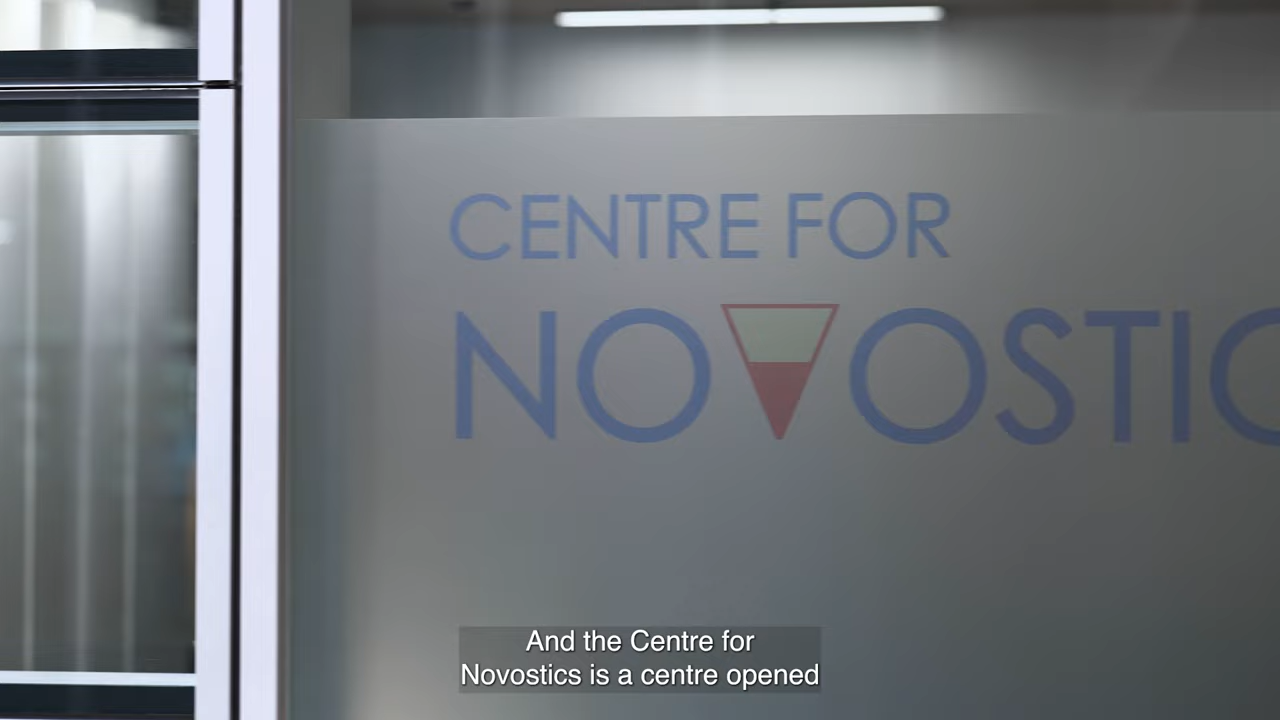 CENTRE FOR
NOVOSTIC
And the Centre for
Novostics is a centre opened